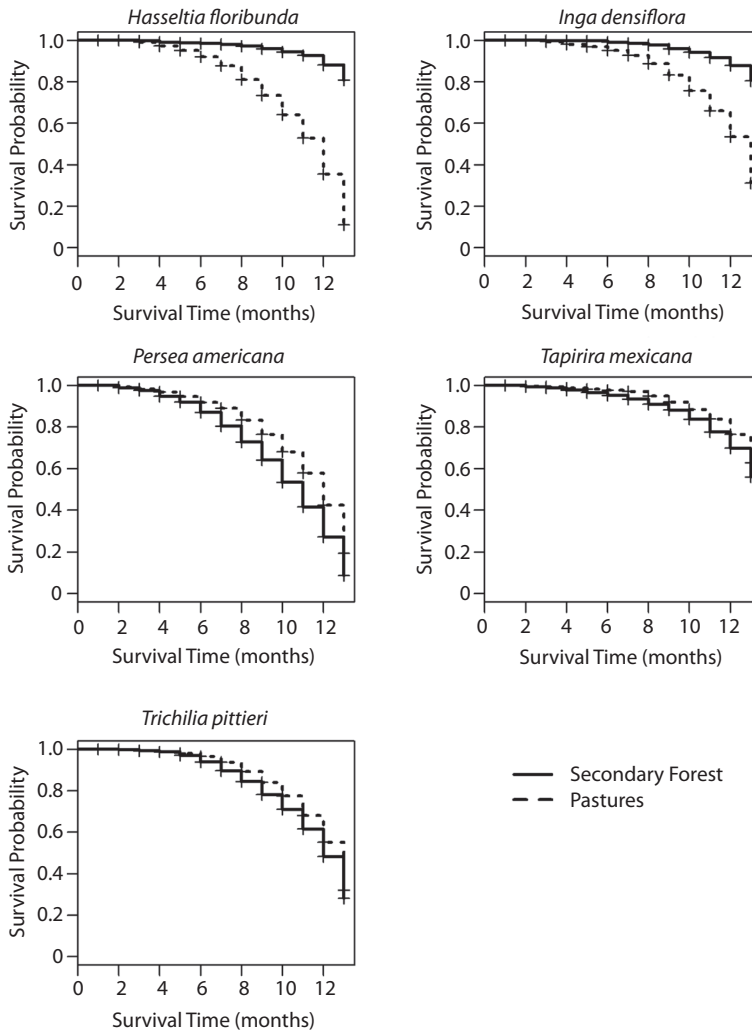 Hasseltia floribunda
Survival Probability
1.0
0.8
0.6
0.4
0.2
0
0 2 4 6 8 10 12
Survival Time (months)
Inga densiflora
Survival Probability
1.0
0.8
0.6
0.4
0.2
0
0 2 4 6 8 10 12
Survival Time (months)
Persea americana
Survival Probability
1.0
0.8
0.6
0.4
0.2
0
0 2 4 6 8 10 12
Survival Time (months)
Tapirira mexicana
Survival Probability
1.0
0.8
0.6
0.4
0.2
0
0 2 4 6 8 10 12
Survival Time (months)
Trichilia pittieri
Survival Probability
1.0
0.8
0.6
0.4
0.2
0
0 2 4 6 8 10 12
Survival Time (months)
Secondary Forest
Pastures